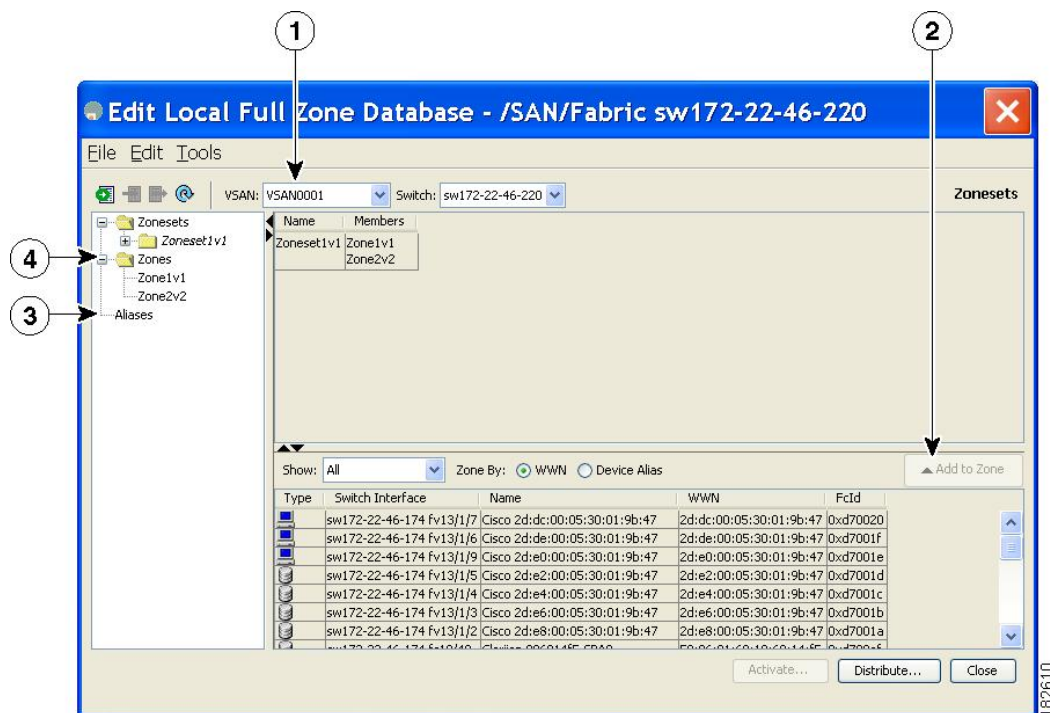 1
2
Edit Local Full Zone Database - /SAN/Fabric sw172-22-46-220
File Edit Tools
VSAN: VSAN0001 Switch: sw172-22-46-220 Zonesets
Zonesets
Zoneset1v1
4
Zones
Zone1v1
Zone2v2
3
Aliases
Name Members
Zoneset1v1 Zone1v1
Zone2v2
Show: All Zone By: WWN Device Alias Add to Zone
Type Switch Interface Name WWN FcId
sw172-22-46-174 fv13/1/7 Cisco 2d:dc:00:05:30:01:9b:47 2d:dc:00:05:30:01:9b:47 0xd70020
sw172-22-46-174 fv13/1/6 Cisco 2d:de:00:05:30:01:9b:47 2d:de:00:05:30:01:9b:47 0xd7001f
sw172-22-46-174 fv13/1/9 Cisco 2d:e0:00:05:30:01:9b:47 2d:e0:00:05:30:01:9b:47 0xd7001e
sw172-22-46-174 fv13/1/5 Cisco 2d:e2:00:05:30:01:9b:47 2d:e2:00:05:30:01:9b:47 0xd7001d
sw172-22-46-174 fv13/1/4 Cisco 2d:e4:00:05:30:01:9b:47 2d:e4:00:05:30:01:9b:47 0xd7001c
sw172-22-46-174 fv13/1/3 Cisco 2d:e6:00:05:30:01:9b:47 2d:e6:00:05:30:01:9b:47 0xd7001b
sw172-22-46-174 fv13/1/2 Cisco 2d:e8:00:05:30:01:9b:47 2d:e8:00:05:30:01:9b:47 0xd7001a
Activate... Distribute... Close
182610